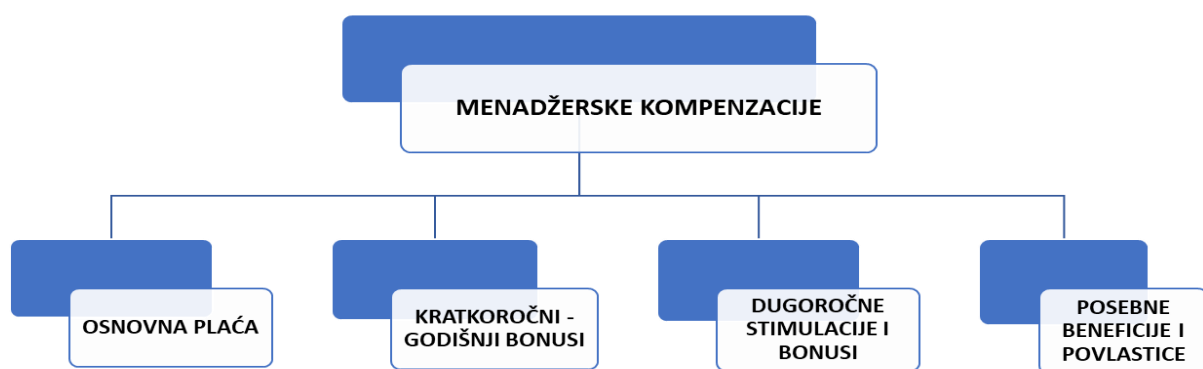 MENADŽERSKE KOMPENZACIJE
OSNOVNA PLAĆA
KRATKOROČNI -
GODIŠNJI BONUSI
DUGOROČNE
STIMULACIJE I
BONUSI
POSEBNE
BENEFICIJE I
POVLASTICE